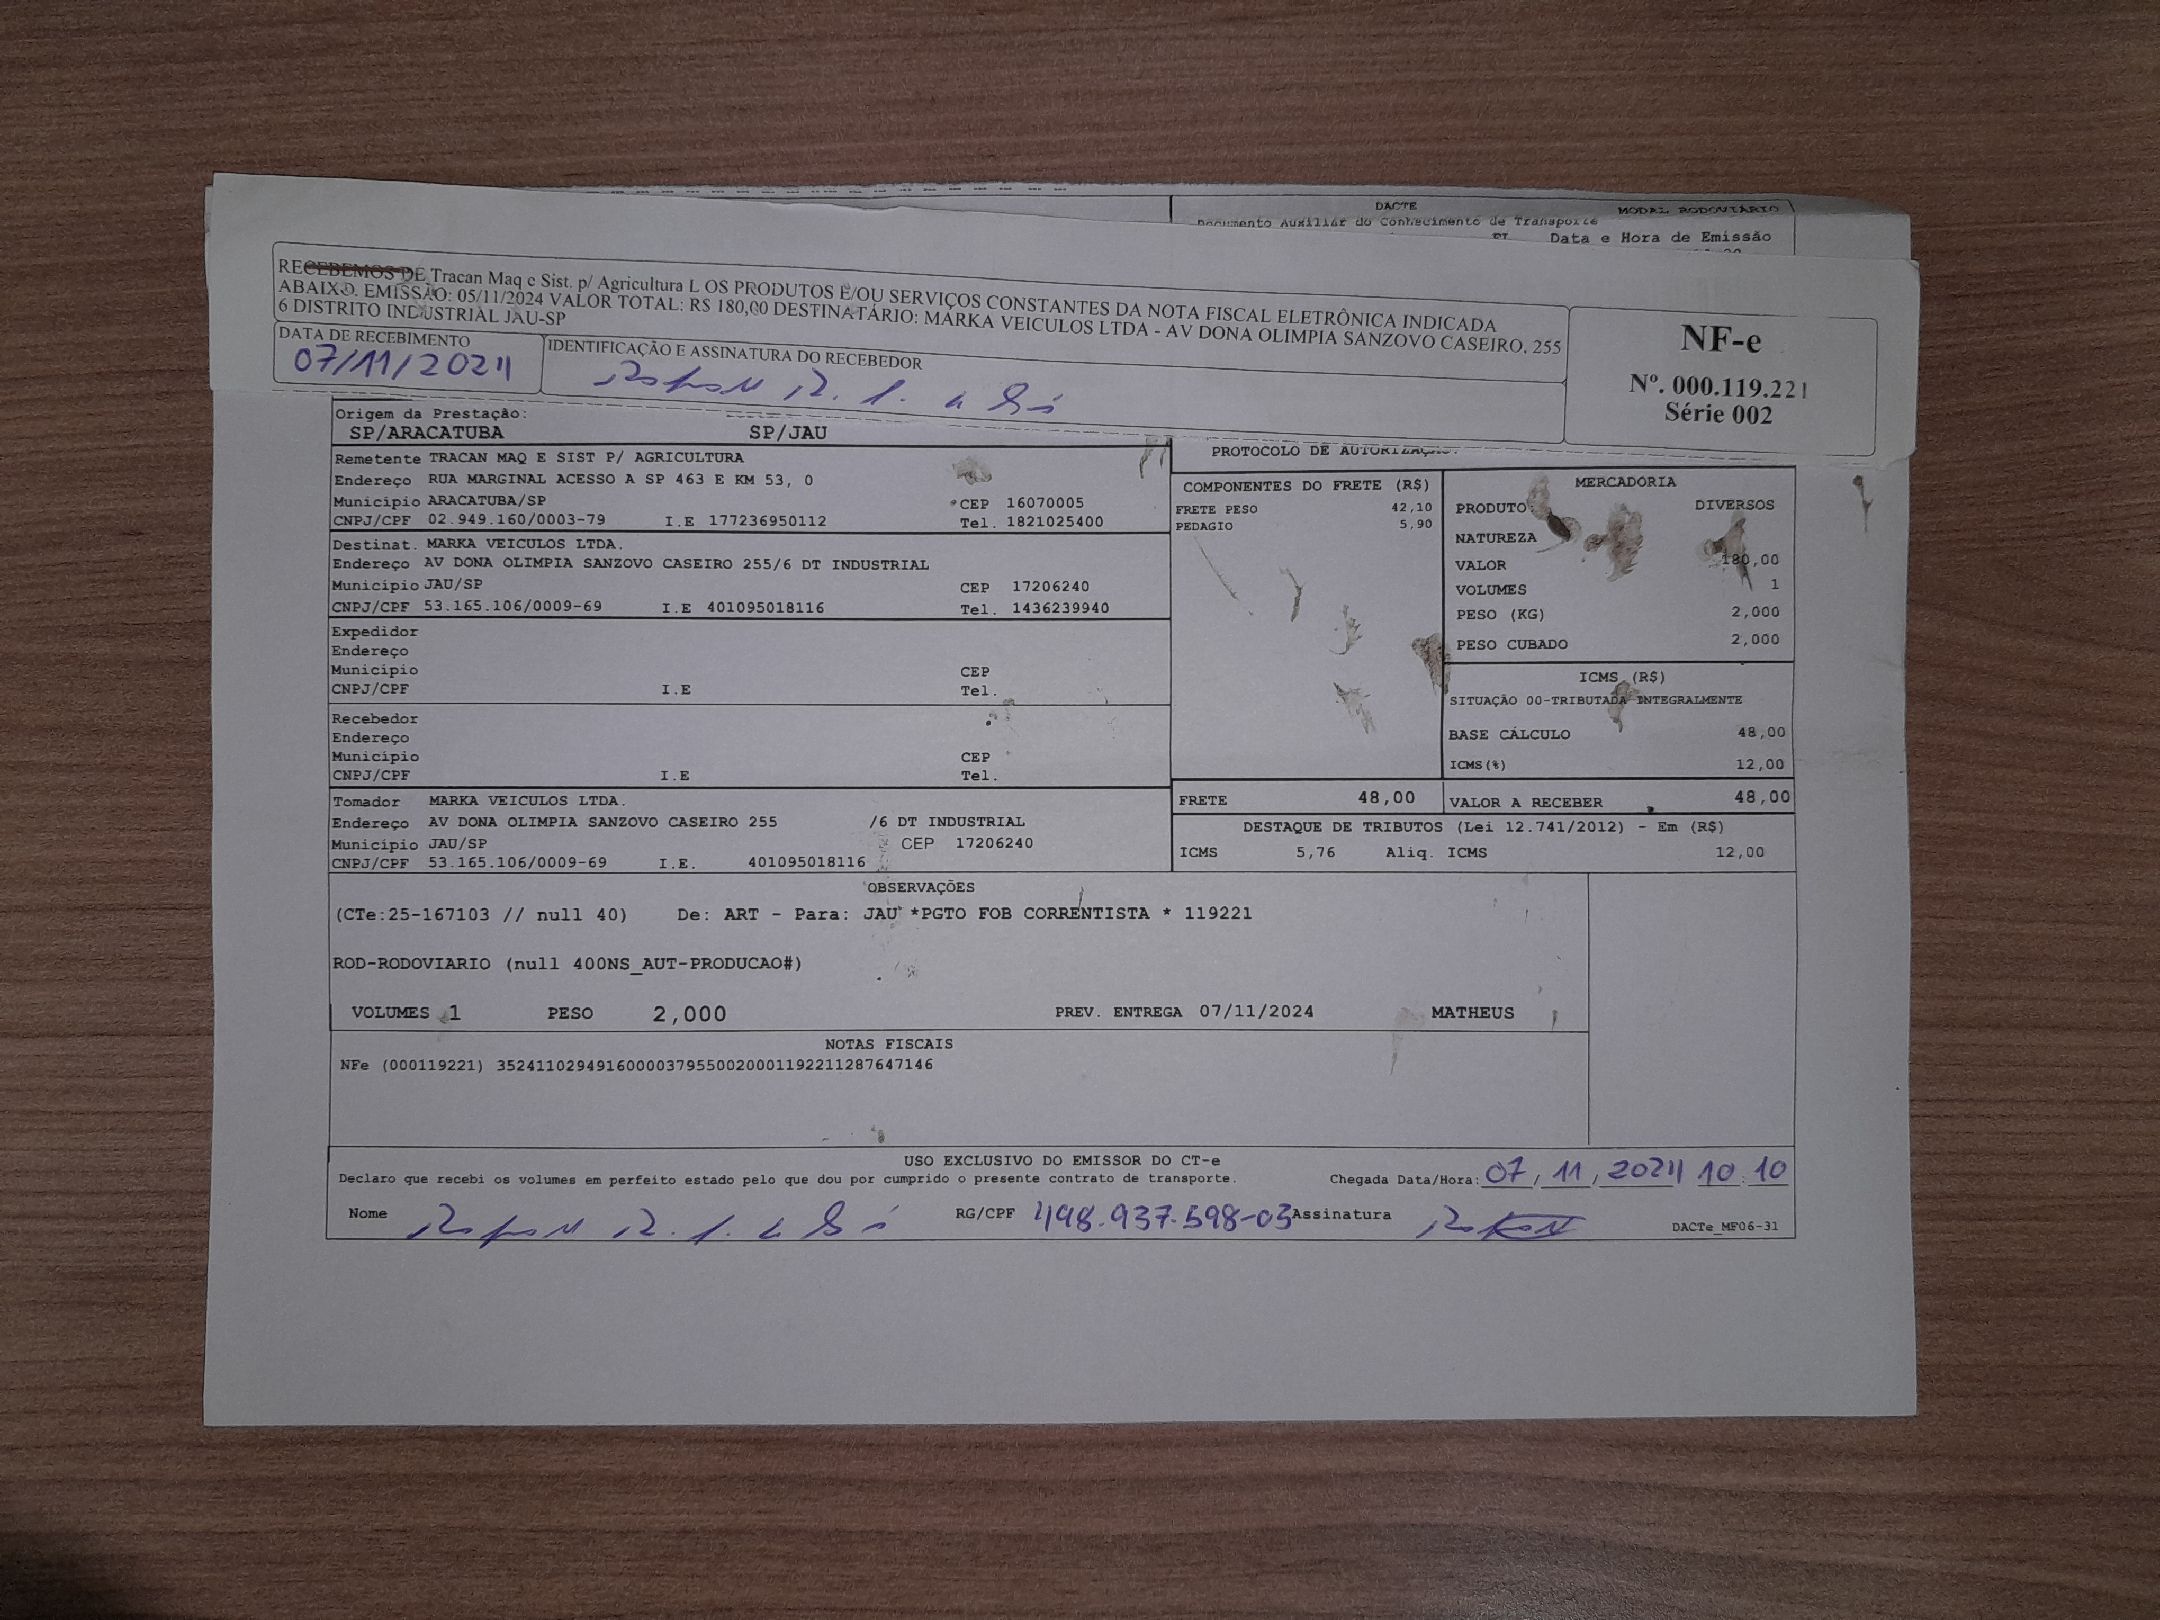 DACTE
MODAL RODOVIÁRIO
Documento Auxiliar do Conhecimento de Transporte
Data e Hora de Emissão
RECEBEMOS DE Tracan Maq e Sist. p/ Agricultura L OS PRODUTOS E/OU SERVIÇOS CONSTANTES DA NOTA FISCAL ELETRÔNICA INDICADA
ABAIXO. EMISSÃO: 05/11/2024 VALOR TOTAL: R$ 180,00 DESTINATÁRIO: MARKA VEICULOS LTDA - AV DONA OLIMPIA SANZOVO CASEIRO, 255
6 DISTRITO INDUSTRIAL JAU-SP
DATA DE RECEBIMENTO
07/11/2024
IDENTIFICAÇÃO E ASSINATURA DO RECEBEDOR
NF-e
Nº. 000.119.221
Série 002
Origem da Prestação:
SP/ARACATUBA SP/JAU
Remetente TRACAN MAQ E SIST P/ AGRICULTURA
Endereço RUA MARGINAL ACESSO A SP 463 E KM 53, 0
Município ARACATUBA/SP CEP 16070005
CNPJ/CPF 02.949.160/0003-79 I.E 177236950112 Tel. 1821025400
Destinat. MARKA VEICULOS LTDA.
Endereço AV DONA OLIMPIA SANZOVO CASEIRO 255/6 DT INDUSTRIAL
Município JAU/SP CEP 17206240
CNPJ/CPF 53.165.106/0009-69 I.E 401095018116 Tel. 1436239940
Expedidor
Endereço
Município CEP
CNPJ/CPF I.E Tel.
Recebedor
Endereço
Município CEP
CNPJ/CPF I.E Tel.
Tomador MARKA VEICULOS LTDA.
Endereço AV DONA OLIMPIA SANZOVO CASEIRO 255 /6 DT INDUSTRIAL
Município JAU/SP CEP 17206240
CNPJ/CPF 53.165.106/0009-69 I.E. 401095018116
PROTOCOLO DE AUTORIZAÇÃO:
COMPONENTES DO FRETE (R$)
FRETE PESO 42,10
PEDAGIO 5,90
MERCADORIA
PRODUTO DIVERSOS
NATUREZA
VALOR 180,00
VOLUMES 1
PESO (KG) 2,000
PESO CUBADO 2,000
ICMS (R$)
SITUAÇÃO 00-TRIBUTADA INTEGRALMENTE
BASE CÁLCULO 48,00
ICMS(%) 12,00
FRETE 48,00 VALOR A RECEBER 48,00
DESTAQUE DE TRIBUTOS (Lei 12.741/2012) - Em (R$)
ICMS 5,76 Aliq. ICMS 12,00
OBSERVAÇÕES
(CTe:25-167103 // null 40) De: ART - Para: JAU *PGTO FOB CORRENTISTA * 119221
ROD-RODOVIARIO (null 400NS_AUT-PRODUCAO#)
VOLUMES 1 PESO 2,000 PREV. ENTREGA 07/11/2024 MATHEUS
NOTAS FISCAIS
NFe (000119221) 35241102949160000379550020001192211287647146
USO EXCLUSIVO DO EMISSOR DO CT-e
Declaro que recebi os volumes em perfeito estado pelo que dou por cumprido o presente contrato de transporte. Chegada Data/Hora: 07/11/2024 10:10
Nome RG/CPF 498.937.598-03 Assinatura
DACTe_MF06-31